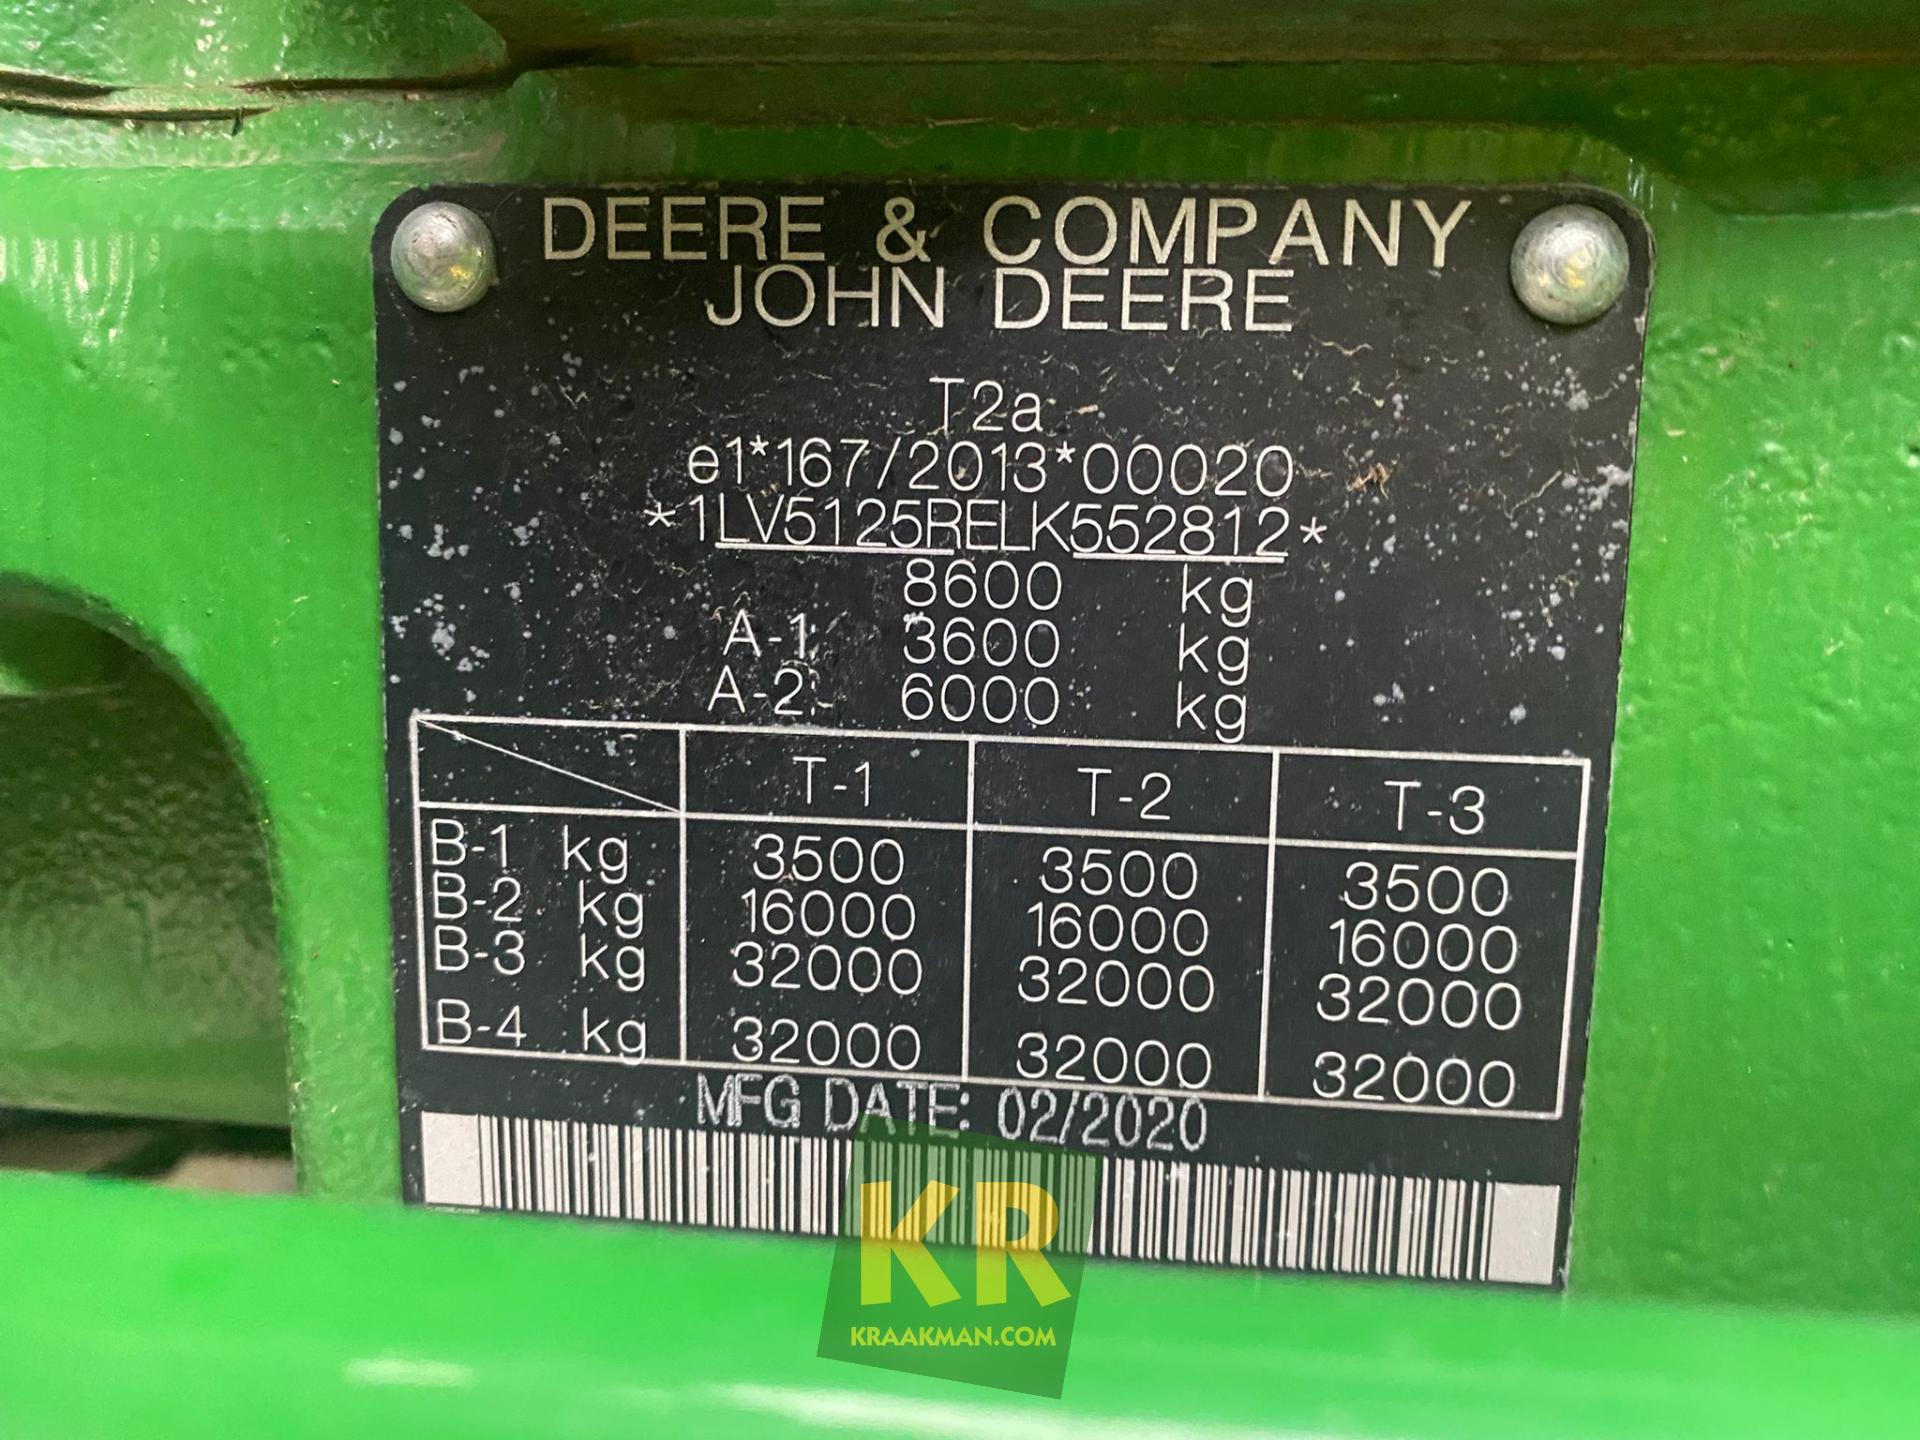 DEERE & COMPANY
JOHN DEERE
T2a
e1*167/2013*00020
*1LV5125RELK552812*
8600 kg
A-1: 3600 kg
A-2: 6000 kg
T-1 T-2 T-3
B-1 kg 3500 3500 3500
B-2 kg 16000 16000 16000
B-3 kg 32000 32000 32000
B-4 kg 32000 32000 32000
MFG DATE: 02/2020
KR
KRAAKMAN.COM